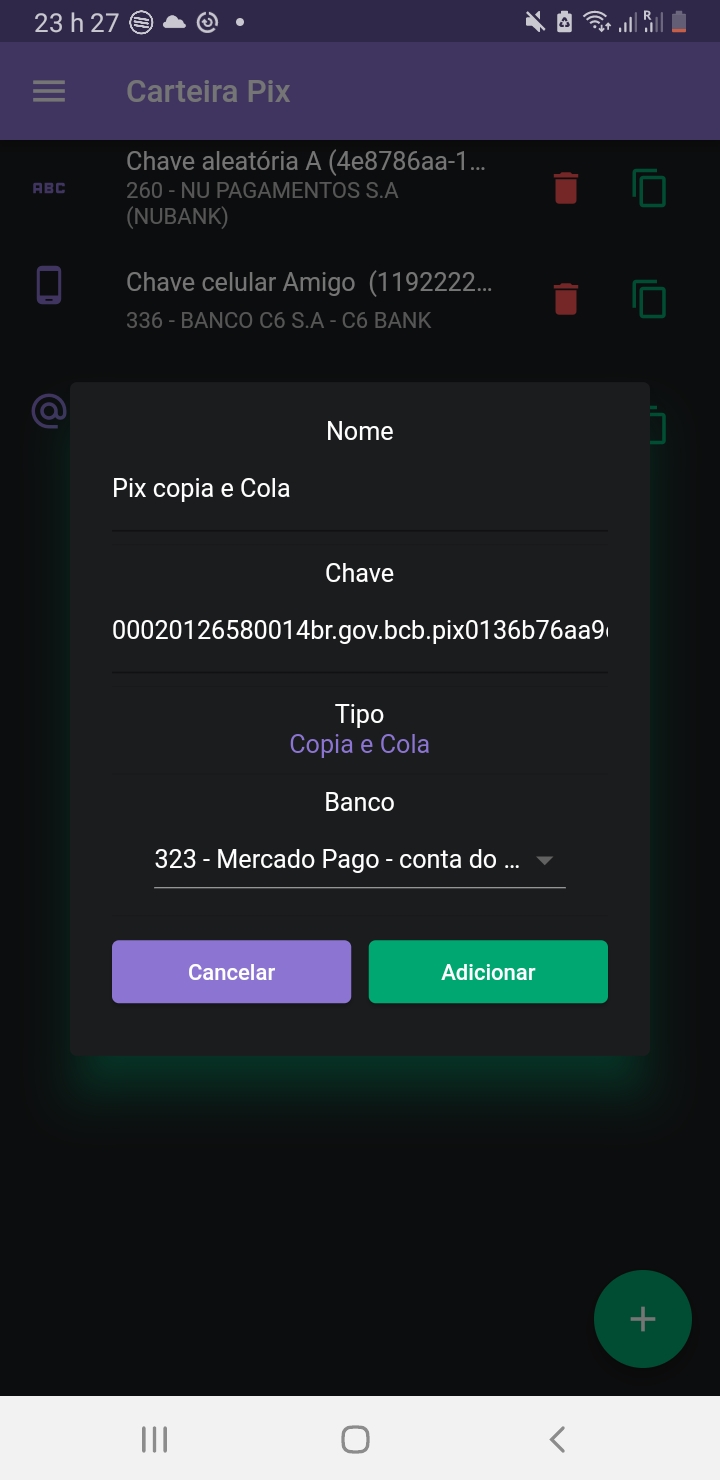 23 h 27
R
Carteira Pix
ABC
Chave aleatória A (4e8786aa-1...
260 - NU PAGAMENTOS S.A
(NUBANK)
Chave celular Amigo (1192222...
336 - BANCO C6 S.A - C6 BANK
Nome
Pix copia e Cola
Chave
00020126580014br.gov.bcb.pix0136b76aa9
Tipo
Copia e Cola
Banco
323 - Mercado Pago - conta do ...
Cancelar
Adicionar